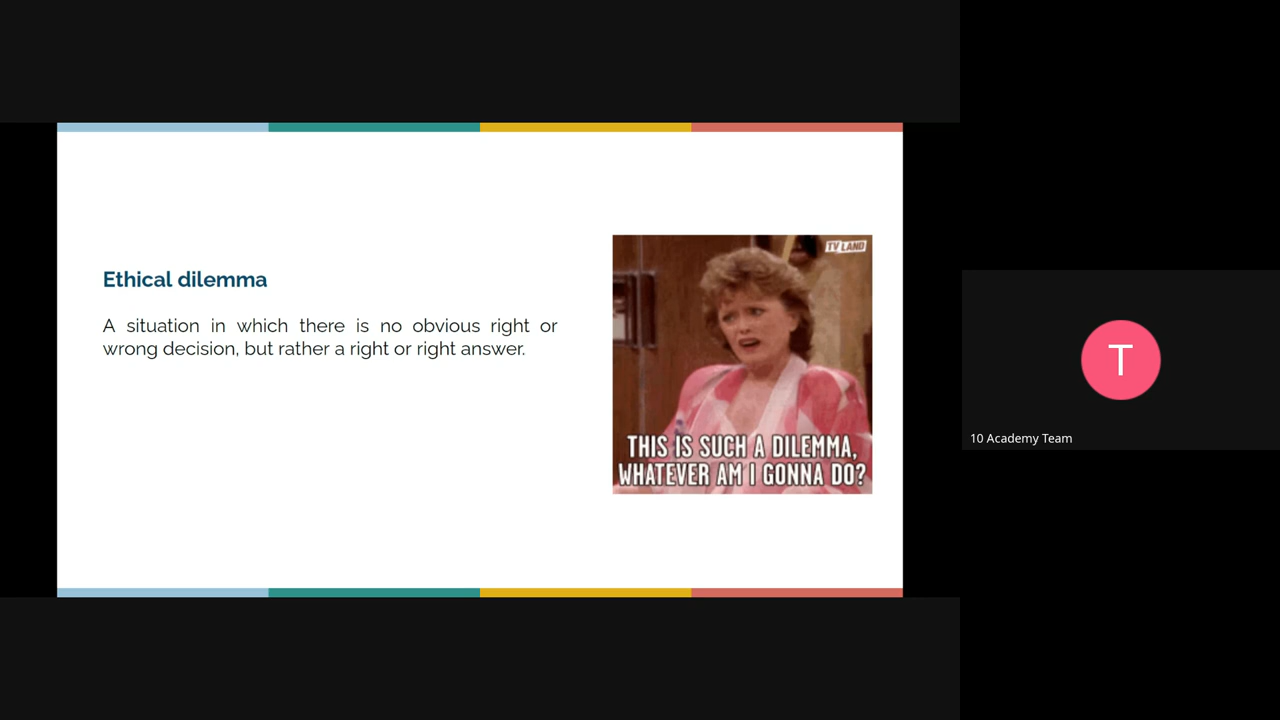 Ethical dilemma
A situation in which there is no obvious right or
wrong decision, but rather a right or right answer.
TV LAND
THIS IS SUCH A DILEMMA,
WHATEVER AM I GONNA DO?
T
10 Academy Team